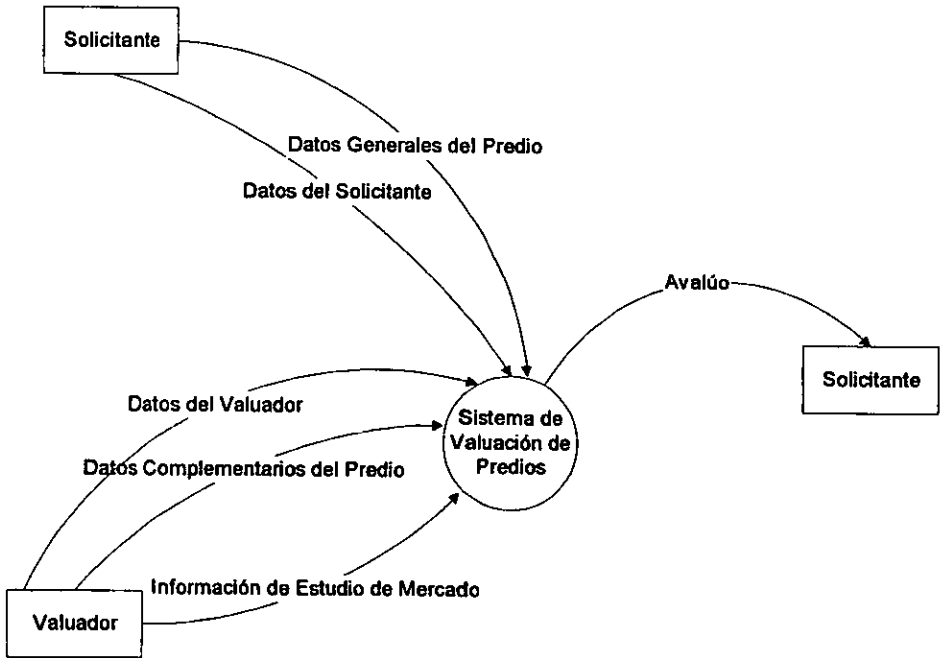 Solicitante
Datos Generales del Predio
Datos del Solicitante
Avalúo
Solicitante
Datos del Valuador
Sistema de
Valuación de
Predios
Datos Complementarios del Predio
Información de Estudio de Mercado
Valuador